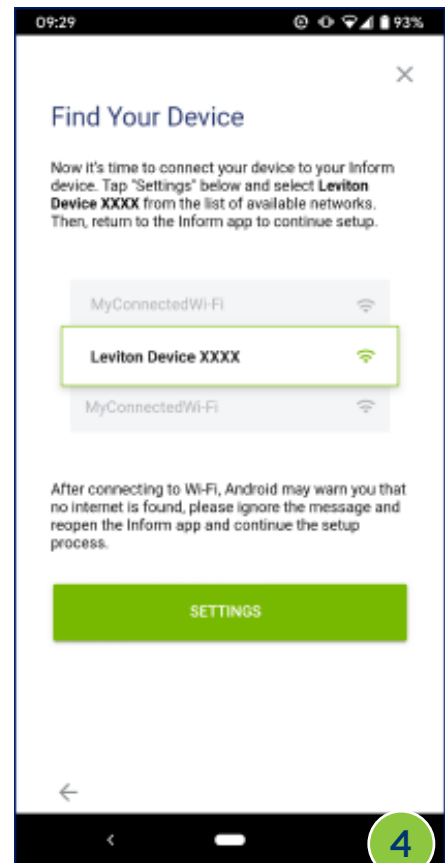 09:29
93%
Find Your Device
Now it's time to connect your device to your Inform
device. Tap "Settings" below and select Leviton
Device XXXX from the list of available networks.
Then, return to the Inform app to continue setup.
MyConnectedWi-Fi
Leviton Device XXXX
MyConnectedWi-Fi
After connecting to Wi-Fi, Android may warn you that
no internet is found, please ignore the message and
reopen the Inform app and continue the setup
process.
SETTINGS
4